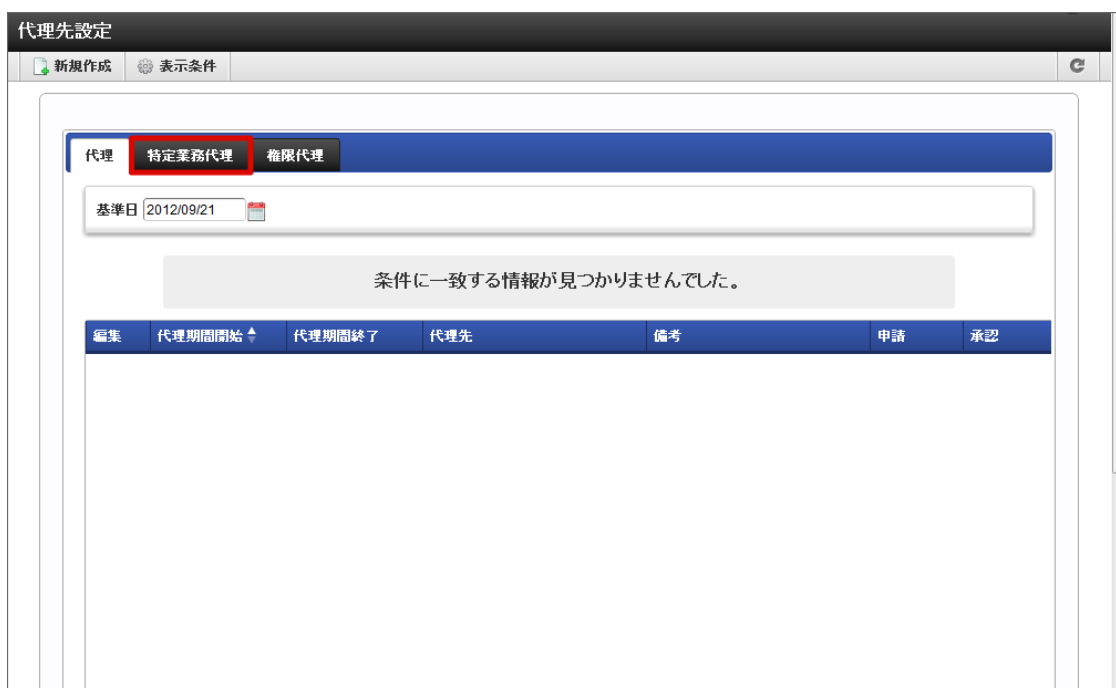 代理先設定
新規作成 表示条件
代理 特定業務代理 権限代理
基準日 2012/09/21
条件に一致する情報が見つかりませんでした。
編集 代理期間開始 代理期間終了 代理先 備考 申請 承認